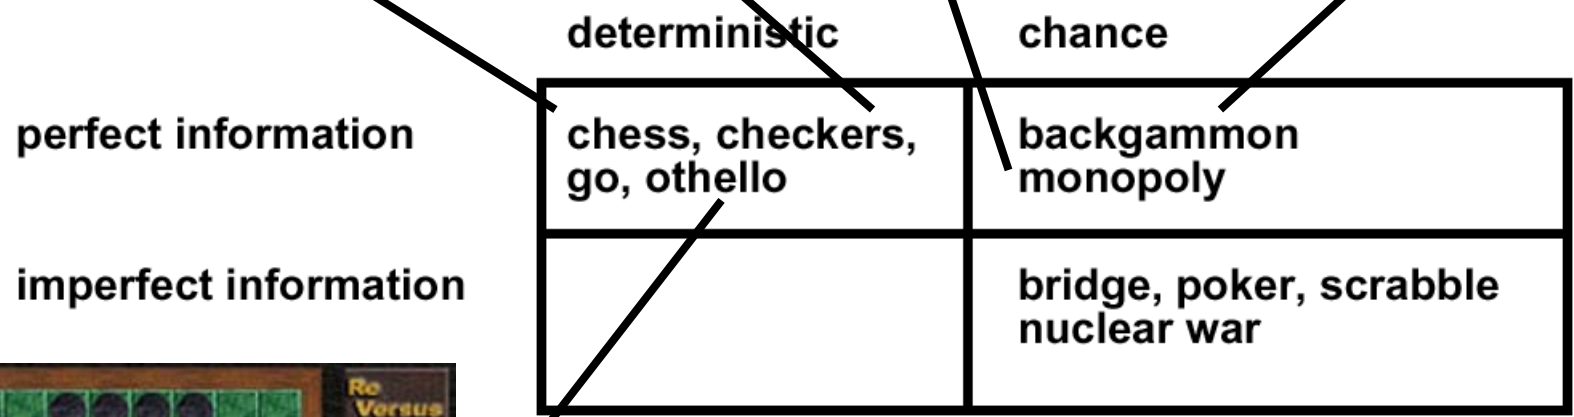 deterministic chance
perfect information
chess, checkers,
go, othello
backgammon
monopoly
imperfect information
bridge, poker, scrabble
nuclear war
Re
Versus